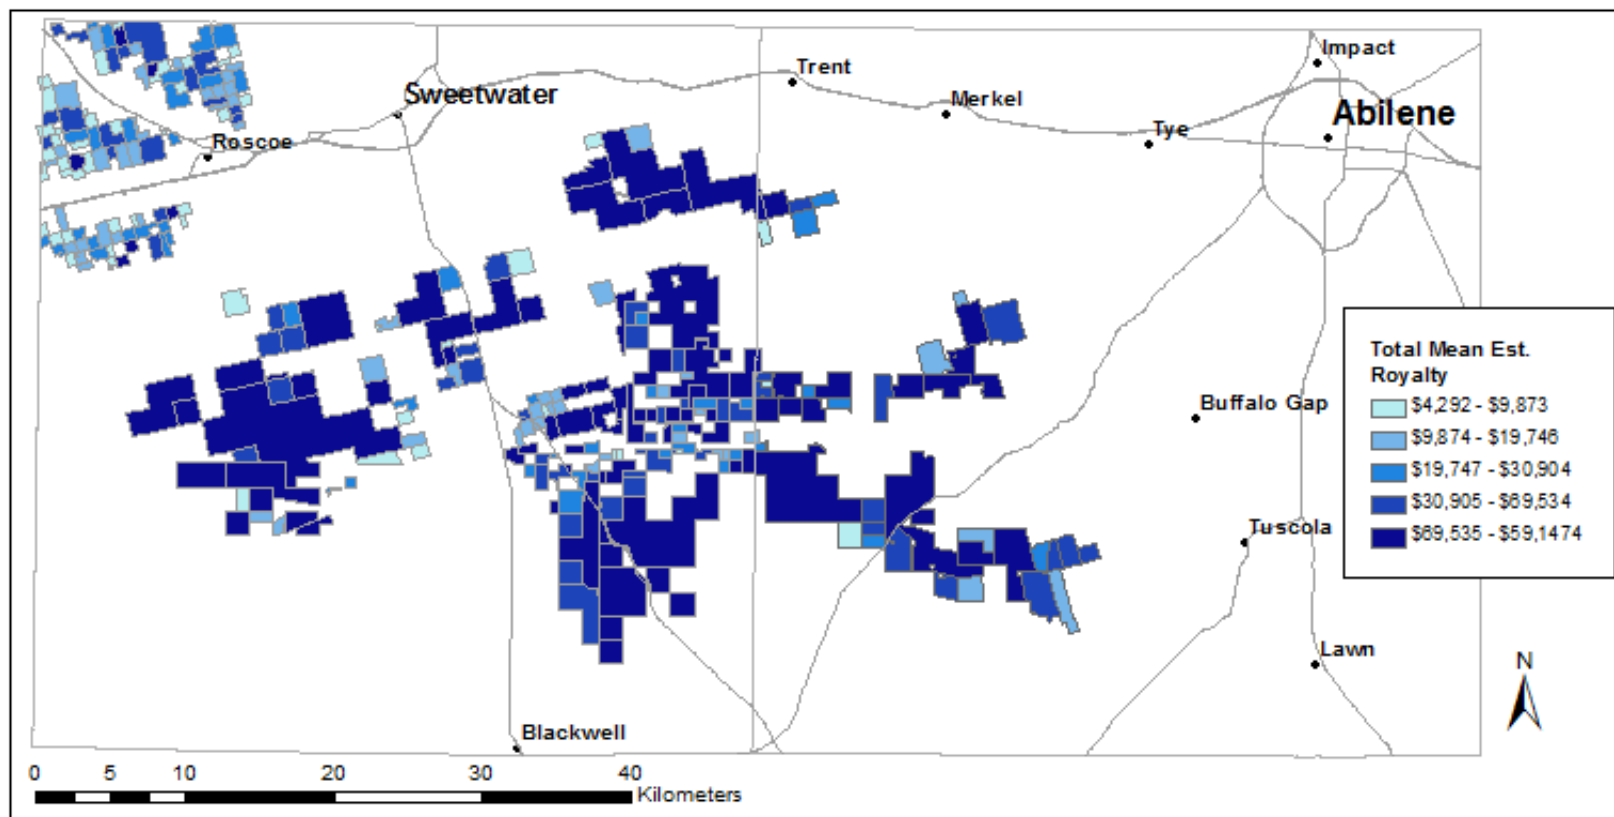 Impact
Trent
Sweetwater
Merkel
Abilene
Tye
Roscoe
Total Mean Est.
Royalty
$4,292 - $9,873
$9,874 - $19,746
$19,747 - $30,904
$30,905 - $69,534
$69,535 - $59,1474
Buffalo Gap
Tuscola
Lawn
N
Blackwell
0 5 10 20 30 40
Kilometers